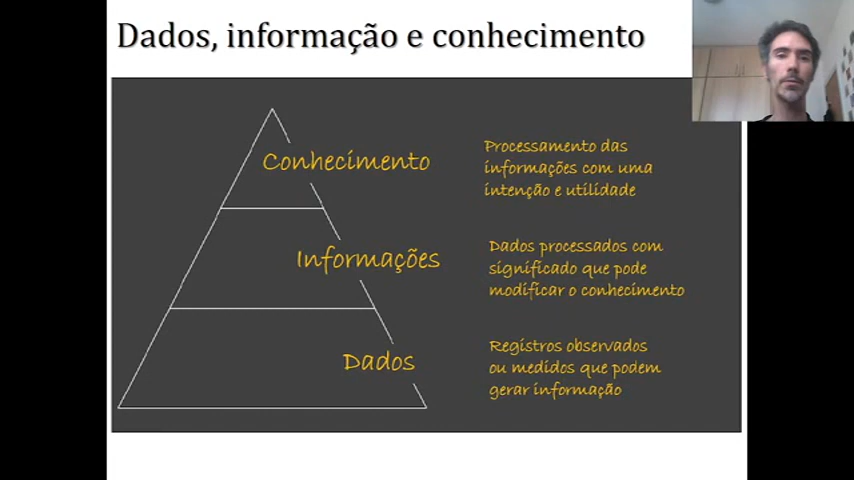 Dados, informação e conhecimento
Conhecimento
Processamento das
informações com uma
intenção e utilidade
Informações
Dados processados com
significado que pode
modificar o conhecimento
Dados
Registros observados
ou medidos que podem
gerar informação